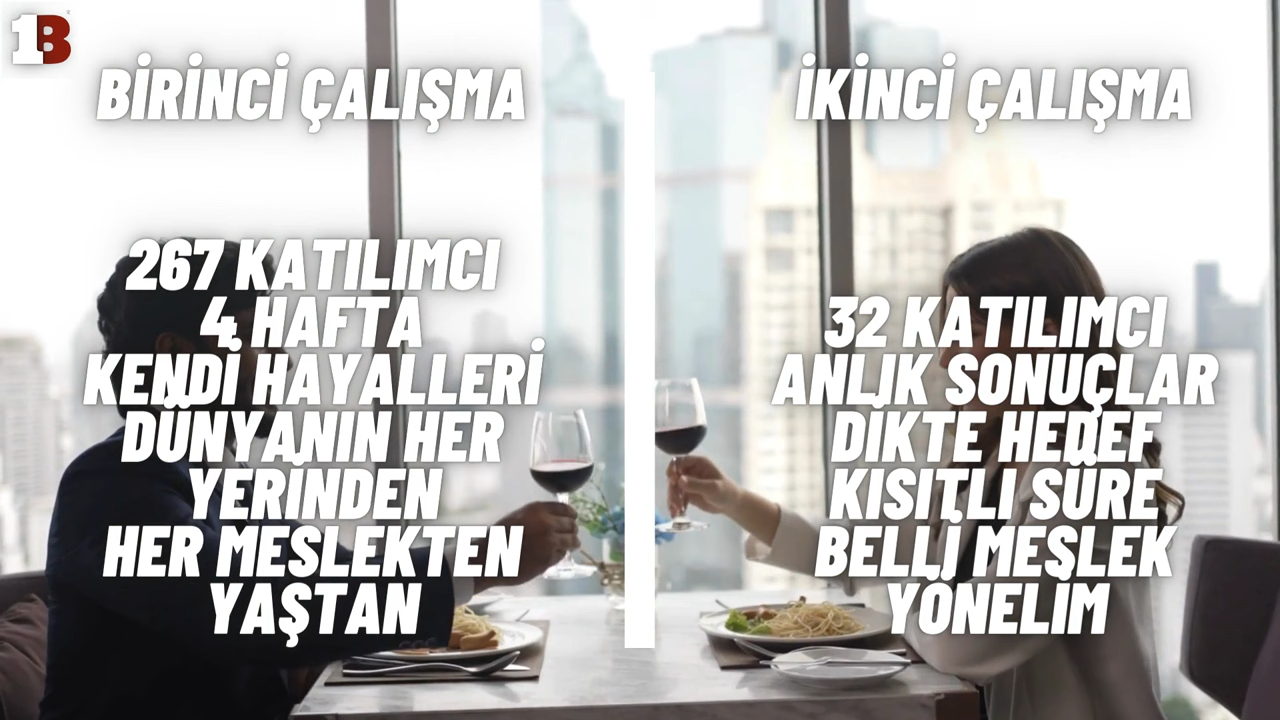 1B
BİRİNCİ ÇALIŞMA
267 KATILIMCI
4 HAFTA
KENDİ HAYALLERİ
DÜNYANIN HER
YERİNDEN
HER MESLEKTEN
YAŞTAN
İKİNCİ ÇALIŞMA
32 KATILIMCI
ANLIK SONUÇLAR
DİKTE HEDEF
KISITLI SÜRE
BELLİ MESLEK
YÖNELİM